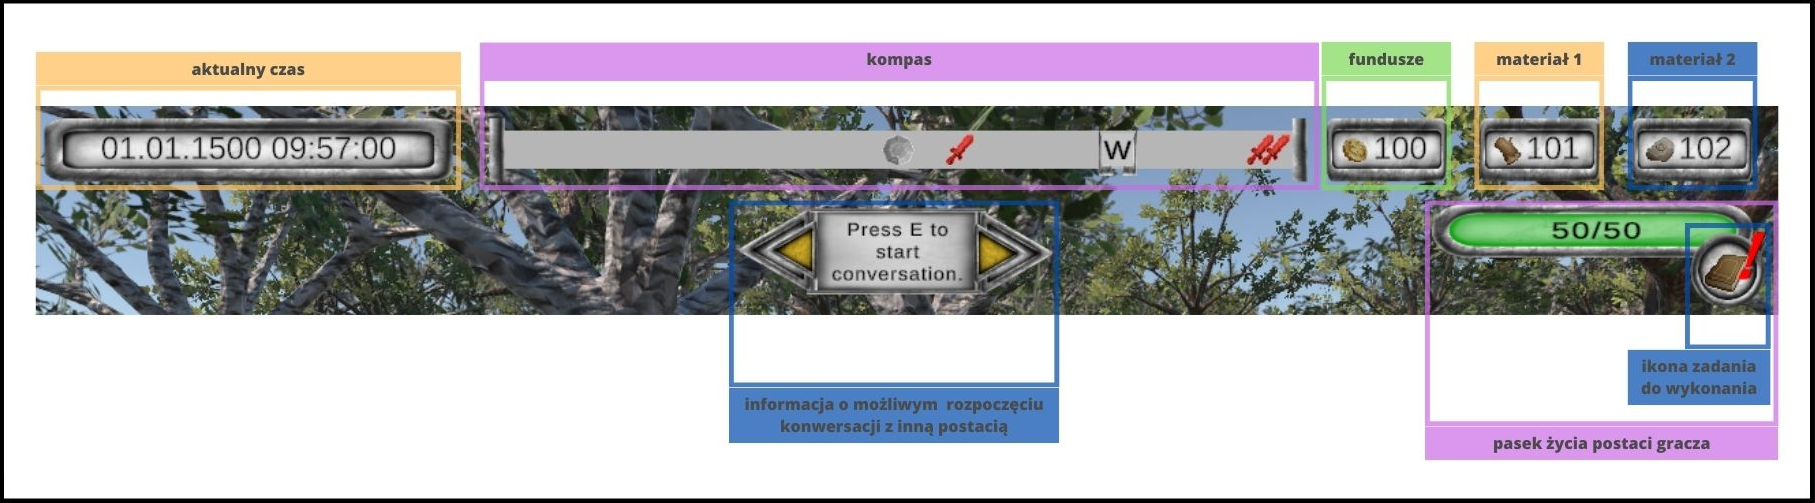 aktualny czas
kompas
fundusze
materiał 1
materiał 2
01.01.1500 09:57:00
W
100
101
102
Press E to
start
conversation.
50/50
ikona zadania
do wykonania
informacja o możliwym rozpoczęciu
konwersacji z inną postacią
pasek życia postaci gracza